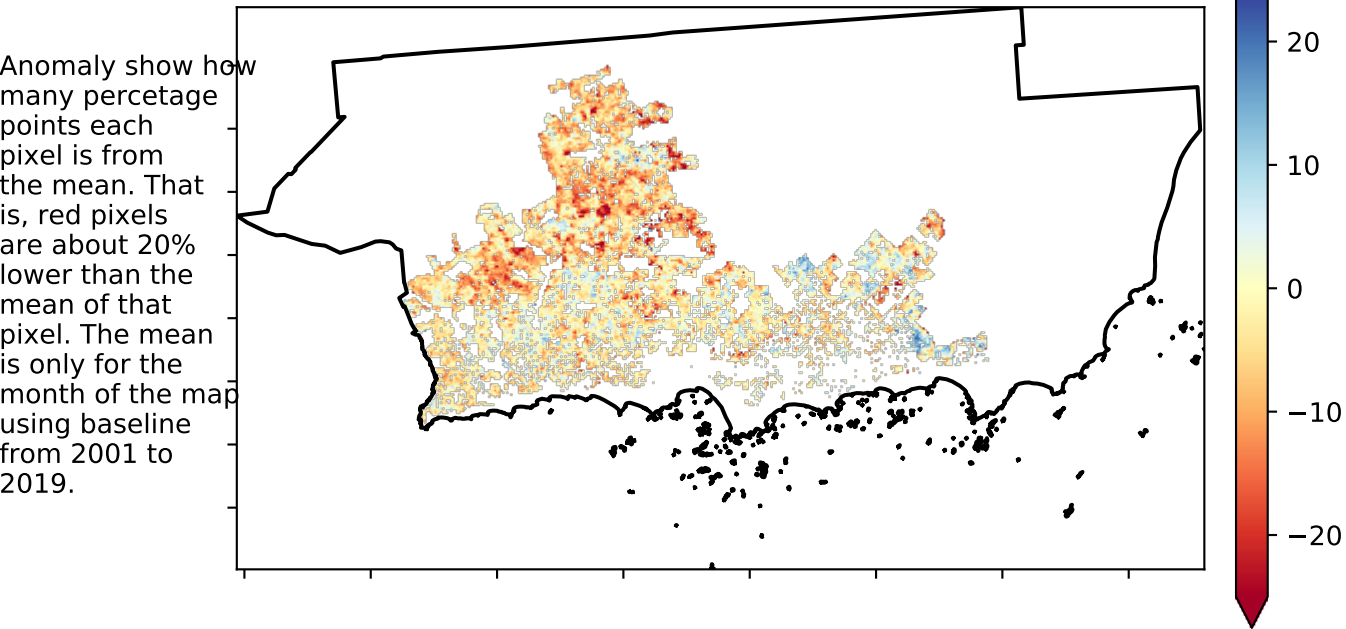 Anomaly show how
many percetage
points each
pixel is from
the mean. That
is, red pixels
are about 20%
lower than the
mean of that
pixel. The mean
is only for the
month of the map
using baseline
from 2001 to
2019.
20
10
0
−10
−20